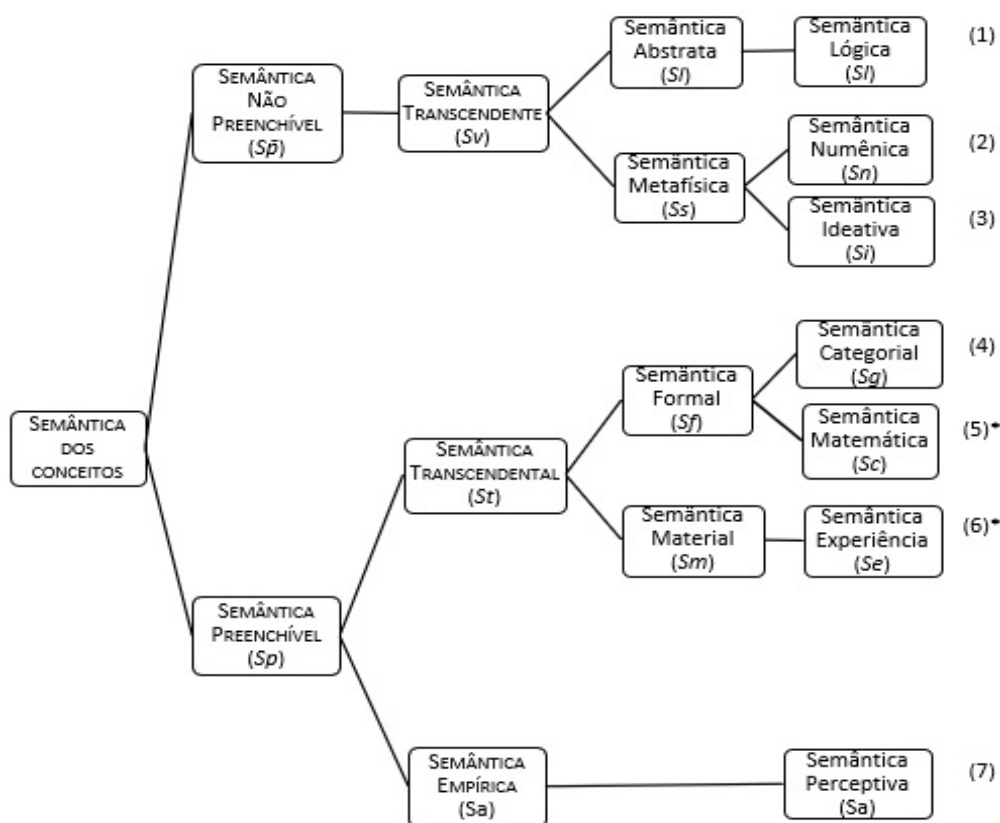 SEMÂNTICA
DOS
CONCEITOS
SEMÂNTICA
NÃO
PREENCHÍVEL
(Sp̄)
SEMÂNTICA
TRANSCENDENTE
(Sv)
Semântica
Abstrata
(Sl)
Semântica
Lógica
(Sl)
(1)
Semântica
Metafísica
(Ss)
Semântica
Numênica
(Sn)
(2)
Semântica
Ideativa
(Si)
(3)
SEMÂNTICA
PREENCHÍVEL
(Sp)
SEMÂNTICA
TRANSCENDENTAL
(St)
Semântica
Formal
(Sf)
Semântica
Categorial
(Sg)
(4)
Semântica
Matemática
(Sc)
(5)*
Semântica
Material
(Sm)
Semântica
Experiência
(Se)
(6)*
SEMÂNTICA
EMPÍRICA
(Sa)
Semântica
Perceptiva
(Sa)
(7)